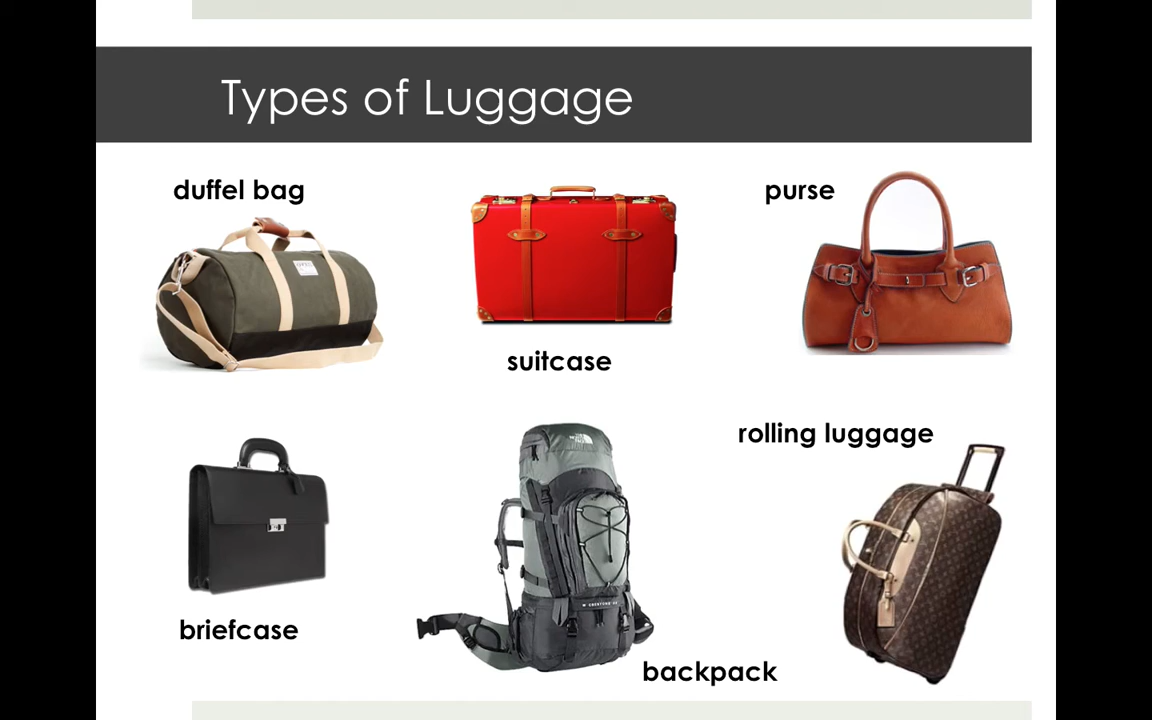 Types of Luggage
duffel bag
purse
suitcase
rolling luggage
briefcase
backpack